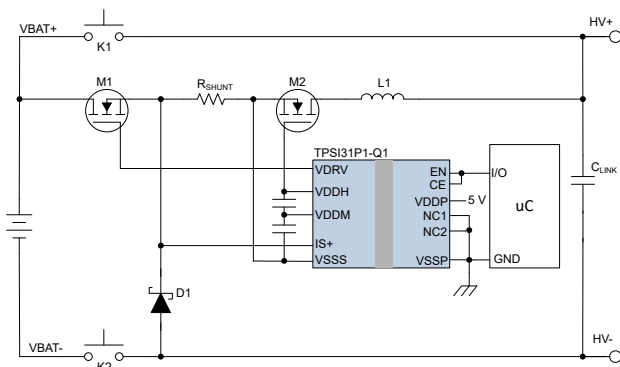 VBAT+
K1
HV+
M1
RSHUNT
M2
L1
TPSI31P1-Q1
VDRV
VDDH
VDDM
IS+
VSSS
EN
CE
VDDP
5 V
NC1
NC2
VSSP
I/O
uC
GND
CLINK
D1
VBAT-
K2
HV-